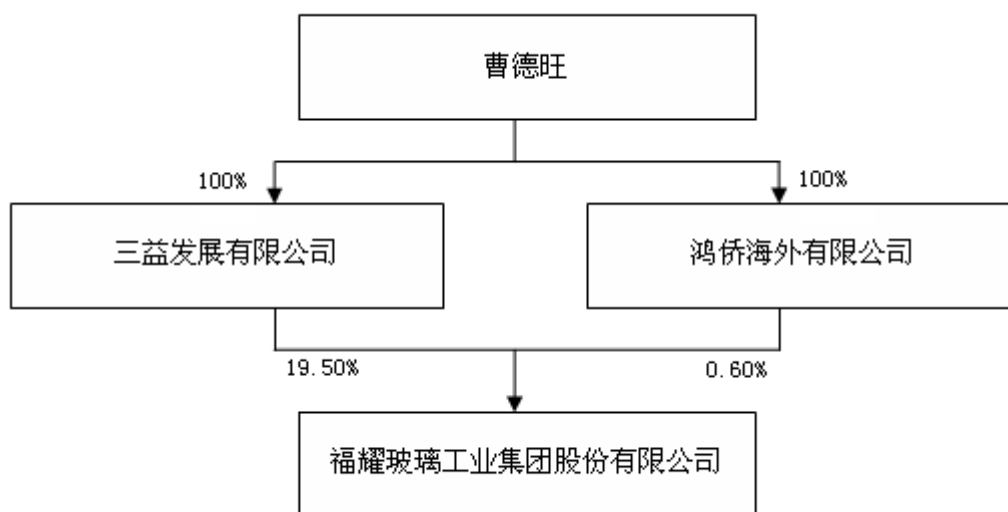 曹德旺
100%
100%
三益发展有限公司
鸿侨海外有限公司
19.50%
0.60%
福耀玻璃工业集团股份有限公司